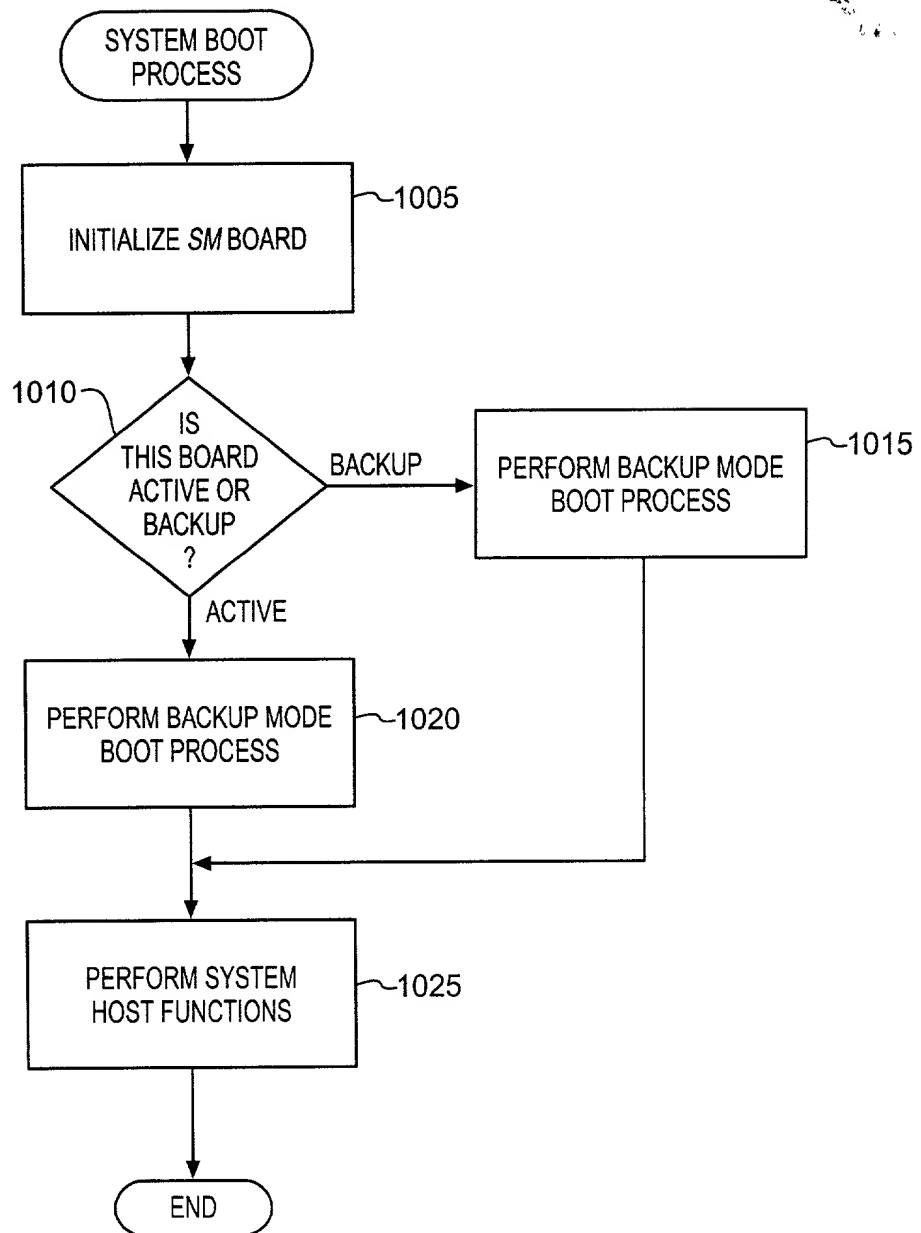 SYSTEM BOOT
PROCESS
1005
INITIALIZE SM BOARD
1010
IS
THIS BOARD
ACTIVE OR
BACKUP
?
BACKUP
1015
PERFORM BACKUP MODE
BOOT PROCESS
ACTIVE
PERFORM BACKUP MODE
BOOT PROCESS
1020
PERFORM SYSTEM
HOST FUNCTIONS
1025
END